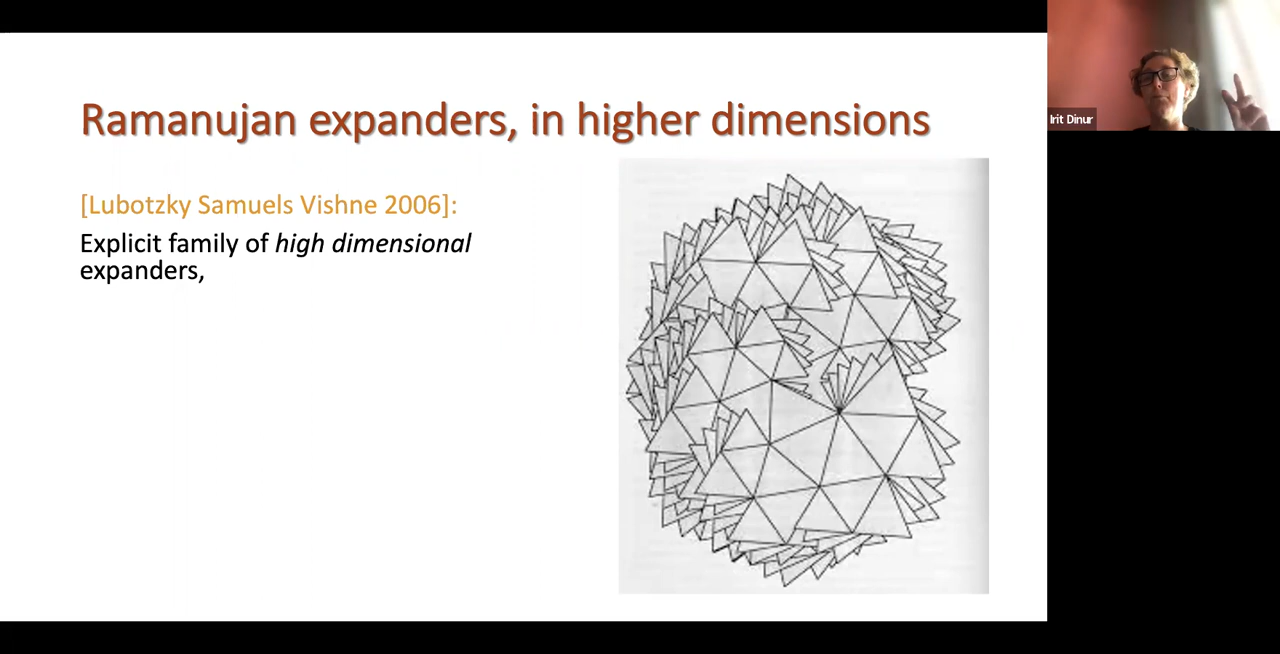 Ramanujan expanders, in higher dimensions
[Lubotzky Samuels Vishne 2006]:
Explicit family of high dimensional
expanders,
Irit Dinur